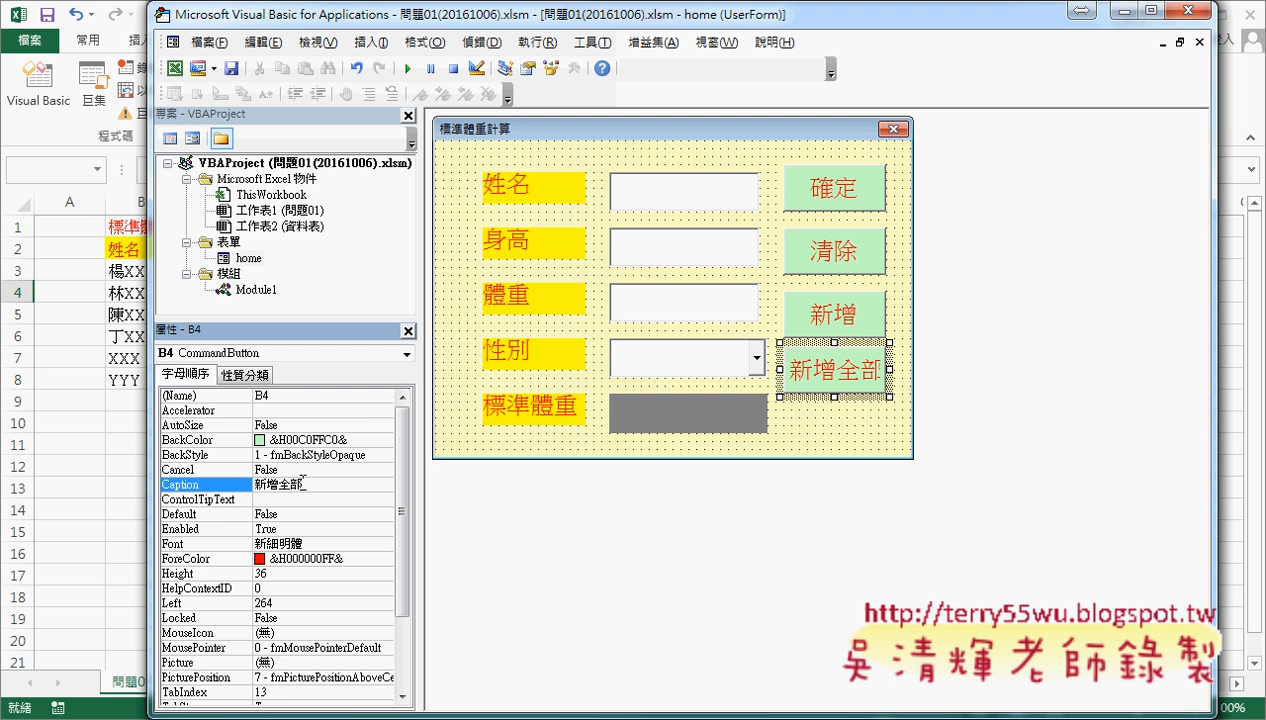 Microsoft Visual Basic for Applications - 問題01(20161006).xlsm - [問題01(20161006).xlsm - home (UserForm)]
檔案 常用
檔案(F) 編輯(E) 檢視(V) 插入(I) 格式(O) 偵錯(D) 執行(R) 工具(T) 增益集(A) 視窗(W) 說明(H)
Visual Basic 巨集
程式碼
專案 - VBAProject
VBAProject (問題01(20161006).xlsm)
Microsoft Excel 物件
ThisWorkbook
工作表1 (問題01)
工作表2 (資料表)
表單
home
模組
Module1
A B
1
2 姓名
3 楊XX
4 林XX
5 陳XX
6 丁XX
7 XXX
8 YYY
9
10
11
12
13
14
15
16
17
18
19
20
21
標準體重計算
姓名 確定
身高 清除
體重 新增
性別 新增全部
標準體重
屬性 - B4
B4 CommandButton
字母順序 性質分類
(Name) B4
Accelerator
AutoSize False
BackColor &H00C0FFC0&
BackStyle 1 - fmBackStyleOpaque
Cancel False
Caption 新增全部_
ControlTipText
Default False
Enabled True
Font 新細明體
ForeColor &H000000FF&
Height 36
HelpContextID 0
Left 264
Locked False
MouseIcon (無)
MousePointer 0 - fmMousePointerDefault
Picture (無)
PicturePosition 7 - fmPicturePositionAboveCe
TabIndex 13
http://terry55wu.blogspot.tw
吳清輝老師錄製
就緒